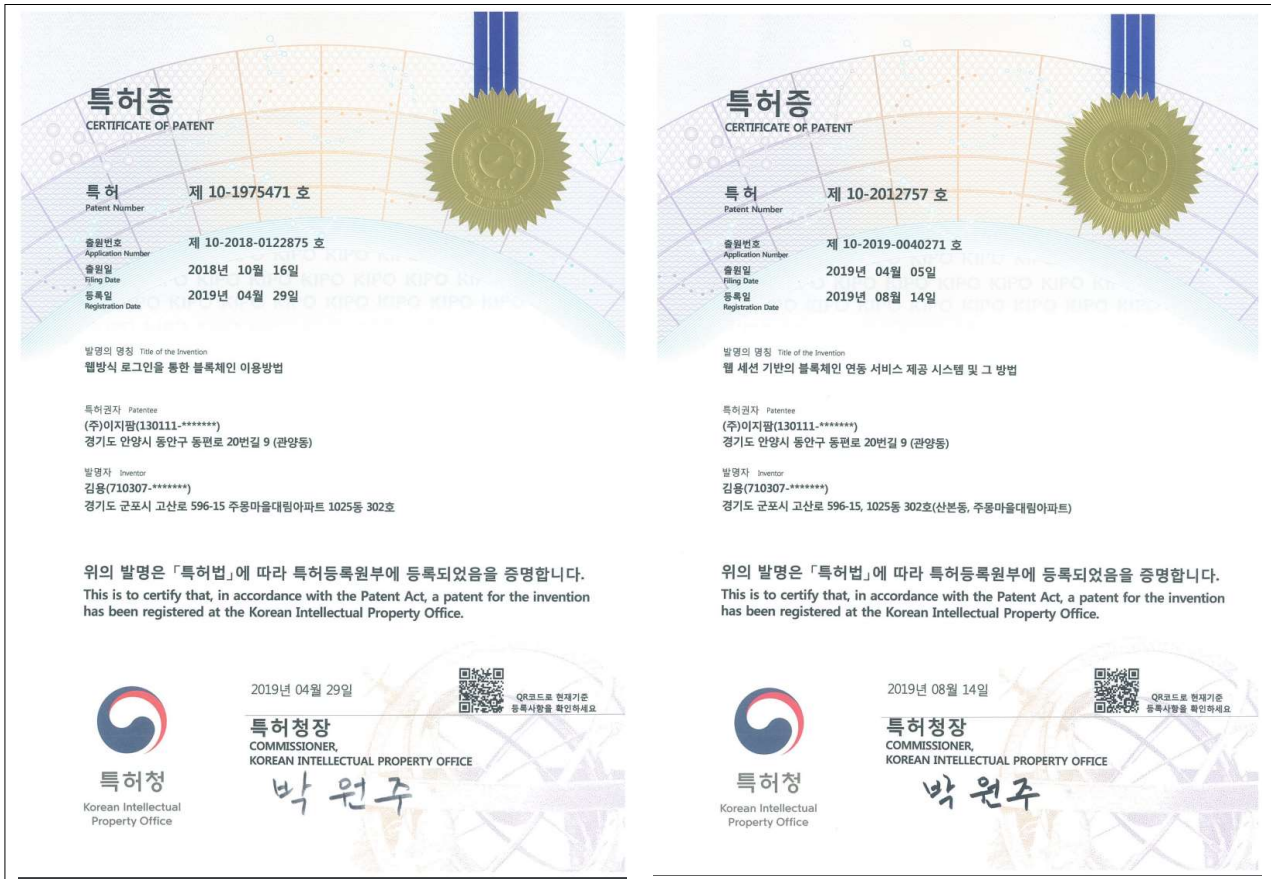 특허증
CERTIFICATE OF PATENT
특 허
Patent Number
제 10-1975471 호
출원번호
Application Number
제 10-2018-0122875 호
출원일
Filing Date
2018년 10월 16일
등록일
Registration Date
2019년 04월 29일
발명의 명칭 Title of the Invention
웹방식 로그인을 통한 블록체인 이용방법
특허권자 Patentee
(주)이지팜(130111-*******)
경기도 안양시 동안구 동편로 20번길 9 (관양동)
발명자 Inventor
김용(710307-*******)
경기도 군포시 고산로 596-15 주몽마을대림아파트 1025동 302호
위의 발명은 「특허법」에 따라 특허등록원부에 등록되었음을 증명합니다.
This is to certify that, in accordance with the Patent Act, a patent for the invention
has been registered at the Korean Intellectual Property Office.
2019년 04월 29일
QR코드로 현재기준
등록사항을 확인하세요
특허청장
COMMISSIONER,
KOREAN INTELLECTUAL PROPERTY OFFICE
박원주
특허청
Korean Intellectual
Property Office
특허증
CERTIFICATE OF PATENT
특 허
Patent Number
제 10-2012757 호
출원번호
Application Number
제 10-2019-0040271 호
출원일
Filing Date
2019년 04월 05일
등록일
Registration Date
2019년 08월 14일
발명의 명칭 Title of the Invention
웹 세션 기반의 블록체인 연동 서비스 제공 시스템 및 그 방법
특허권자 Patentee
(주)이지팜(130111-*******)
경기도 안양시 동안구 동편로 20번길 9 (관양동)
발명자 Inventor
김용(710307-*******)
경기도 군포시 고산로 596-15, 1025동 302호(산본동, 주몽마을대림아파트)
위의 발명은 「특허법」에 따라 특허등록원부에 등록되었음을 증명합니다.
This is to certify that, in accordance with the Patent Act, a patent for the invention
has been registered at the Korean Intellectual Property Office.
2019년 08월 14일
QR코드로 현재기준
등록사항을 확인하세요
특허청장
COMMISSIONER,
KOREAN INTELLECTUAL PROPERTY OFFICE
박원주
특허청
Korean Intellectual
Property Office